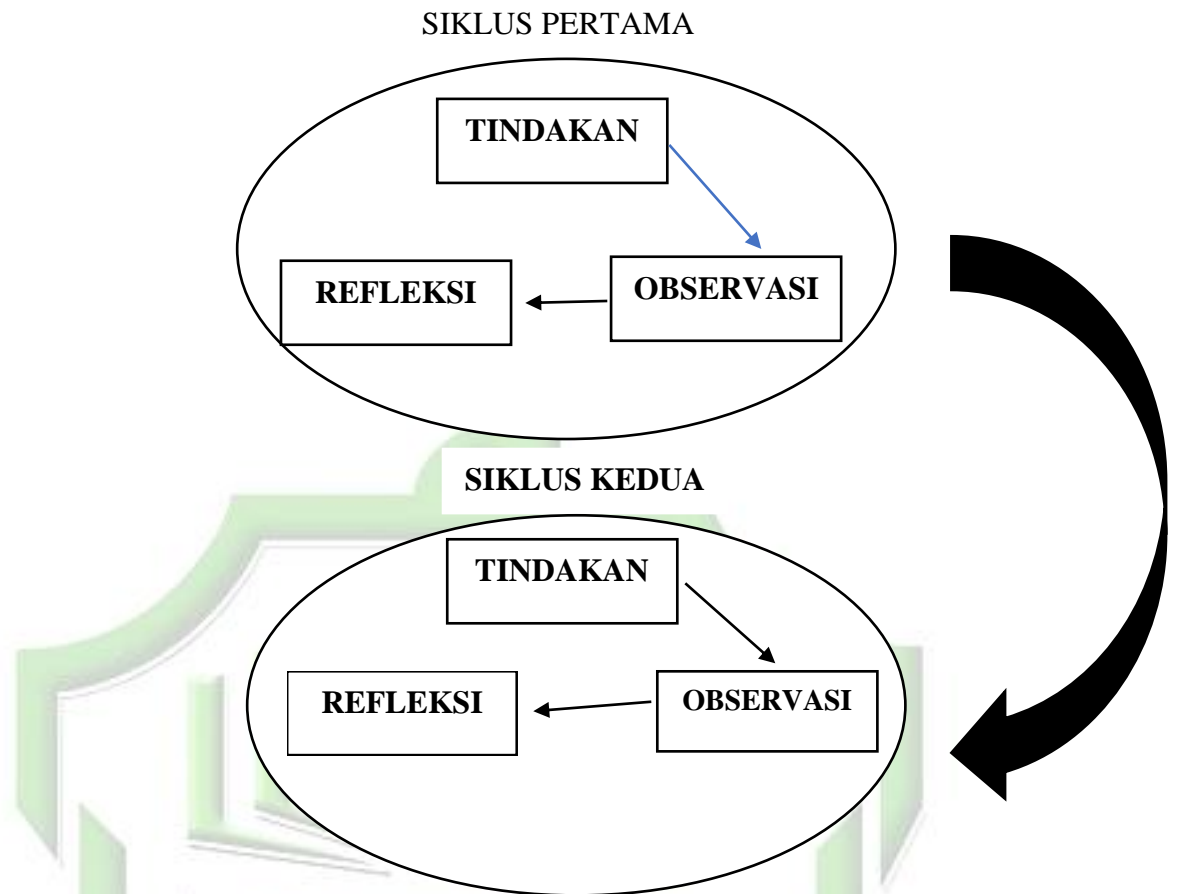 SIKLUS PERTAMA
TINDAKAN
OBSERVASI
REFLEKSI
SIKLUS KEDUA
TINDAKAN
OBSERVASI
REFLEKSI